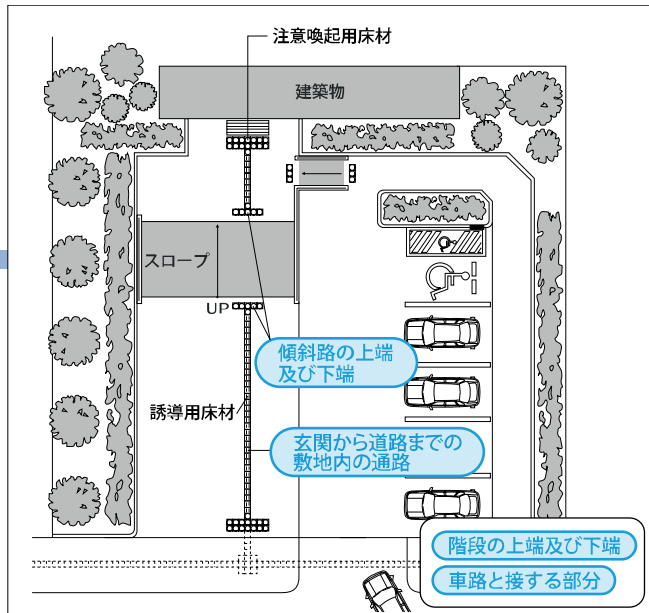 注意喚起用床材
建築物
スロープ
UP
傾斜路の上端
及び下端
誘導用床材
玄関から道路までの
敷地内の通路
階段の上端及び下端
車路と接する部分